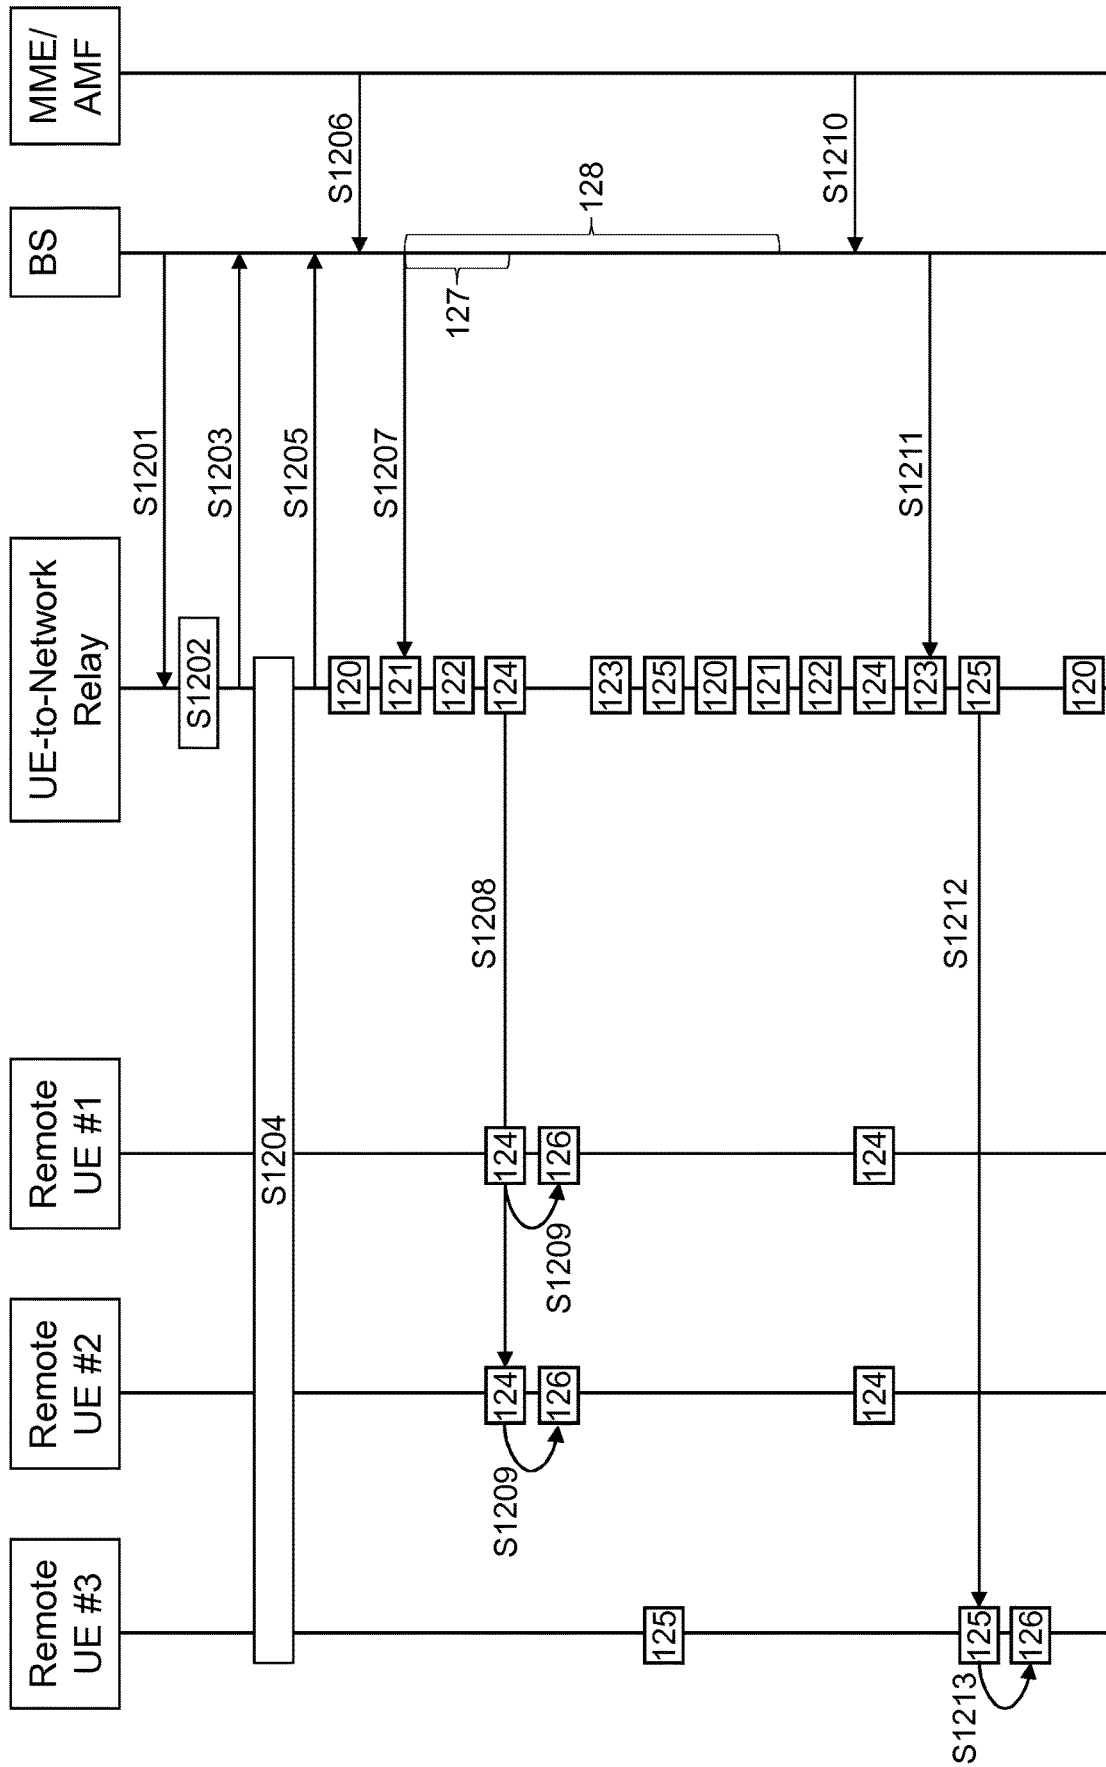 Remote
UE #3
Remote
UE #2
Remote
UE #1
UE-to-Network
Relay
BS
MME/
AMF
S1201
S1202
S1203
S1204
S1205
S1206
120
S1207
121
122
127
S1208
S1209
124
124
124
126
S1209
126
128
123
125
125
120
121
122
S1210
124
124
124
S1211
123
S1212
S1213
125
125
126
120